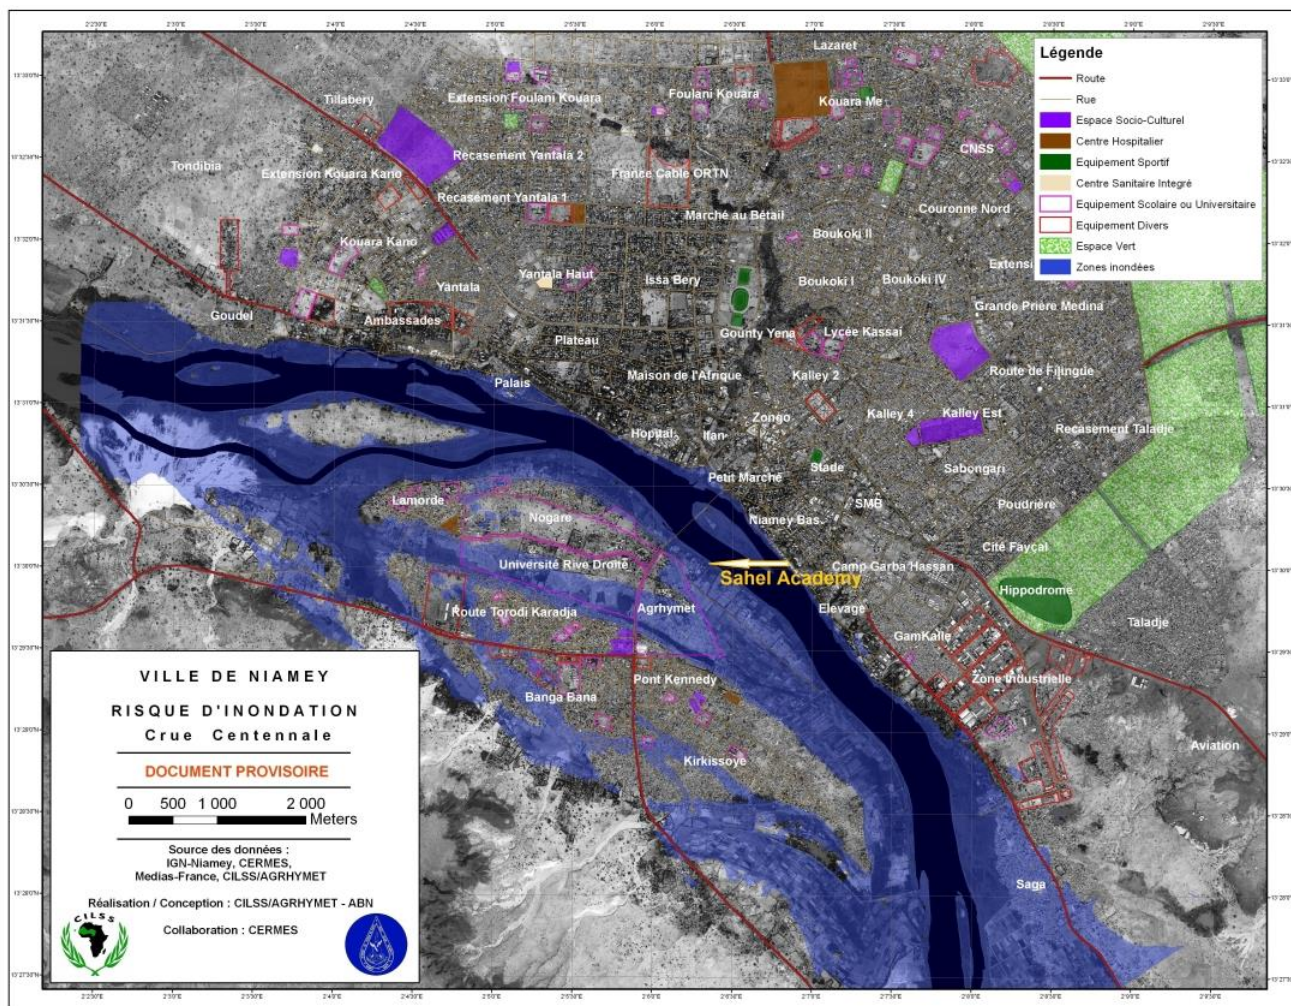 Légende
Route
Rue
Espace Socio-Culturel
Centre Hospitalier
Equipement Sportif
Centre Sanitaire Integré
Equipement Scolaire ou Universitaire
Equipement Divers
Espace Vert
Zones inondées
Lazaret
Tillabery
Extension Foulani Kouara
Foulani Kouara
Kouara Me
Tondibia
Recasement Yantala 2
CNSS
Extension Kouara Kano
France Cable ORTN
Recasement Yantala 1
Marché au Bétail
Couronne Nord
Kouara Kano
Boukoki II
Extensi
Yantala Haut
Issa Bery
Boukoki I
Boukoki IV
Yantala
Grande Prière Medina
Goudel
Ambassades
Gounty Yena
Lycée Kassaï
Plateau
Maison de l'Afrique
Kalley 2
Route de Filingué
Palais
Zongo
Kalley 4
Kalley Est
Recasement Taladjé
Hopital
Ifan
Stade
Sabongari
Petit Marché
Lamorde
Nogare
SMB
Poudrière
Niamey Bas
Cité Fayçal
Université Rive Droite
Sahel Academy
Camp Garba Hassan
Route Torodi Karadja
Agrhymet
Elevage
Hippodrome
GamKalle
Taladje
Zone Industrielle
Pont Kennedy
Banga Bana
Kirkissoye
Aviation
Saga
VILLE DE NIAMEY
RISQUE D'INONDATION
Crue Centennale
DOCUMENT PROVISOIRE
0 500 1 000 2 000
Meters
Source des données :
IGN-Niamey, CERMES,
Medias-France, CILSS/AGRHYMET
Réalisation / Conception : CILSS/AGRHYMET - ABN
Collaboration : CERMES
CILSS